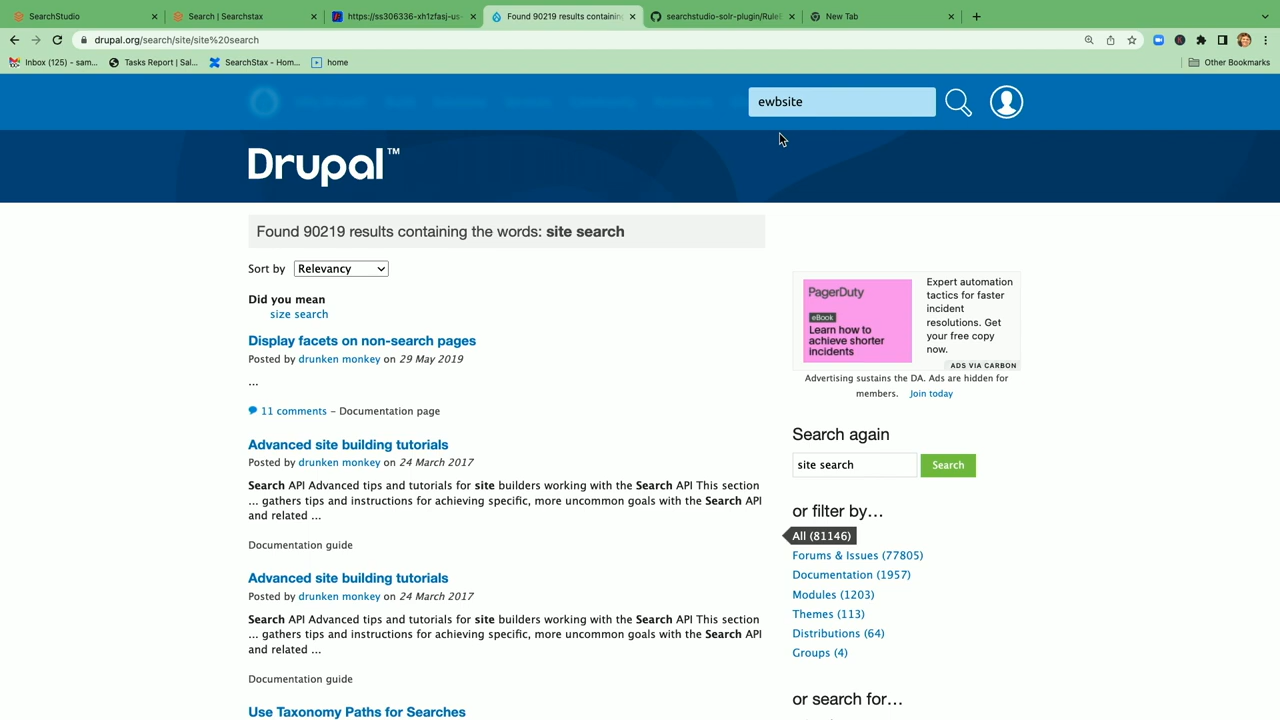 SearchStudio
Search | Searchstax
https://ss306336-xh1zfasj-us-
Found 90219 results containin
searchstudio-solr-plugin/Rule
New Tab
drupal.org/search/site/site%20search
Inbox (125) - sam...
Tasks Report | Sal...
SearchStax - Hom...
home
Other Bookmarks
ewbsite
Drupal™
Found 90219 results containing the words: site search
Sort by Relevancy
Did you mean
size search
Display facets on non-search pages
Posted by drunken monkey on 29 May 2019
...
11 comments – Documentation page
Advanced site building tutorials
Posted by drunken monkey on 24 March 2017
Search API Advanced tips and tutorials for site builders working with the Search API This section
... gathers tips and instructions for achieving specific, more uncommon goals with the Search API
and related ...
Documentation guide
Advanced site building tutorials
Posted by drunken monkey on 24 March 2017
Search API Advanced tips and tutorials for site builders working with the Search API This section
... gathers tips and instructions for achieving specific, more uncommon goals with the Search API
and related ...
Documentation guide
Use Taxonomy Paths for Searches
PagerDuty
eBook
Learn how to
achieve shorter
incidents
Expert automation
tactics for faster
incident
resolutions. Get
your free copy
now.
ADS VIA CARBON
Advertising sustains the DA. Ads are hidden for
members. Join today
Search again
site search
Search
or filter by...
All (81146)
Forums & Issues (77805)
Documentation (1957)
Modules (1203)
Themes (113)
Distributions (64)
Groups (4)
or search for...